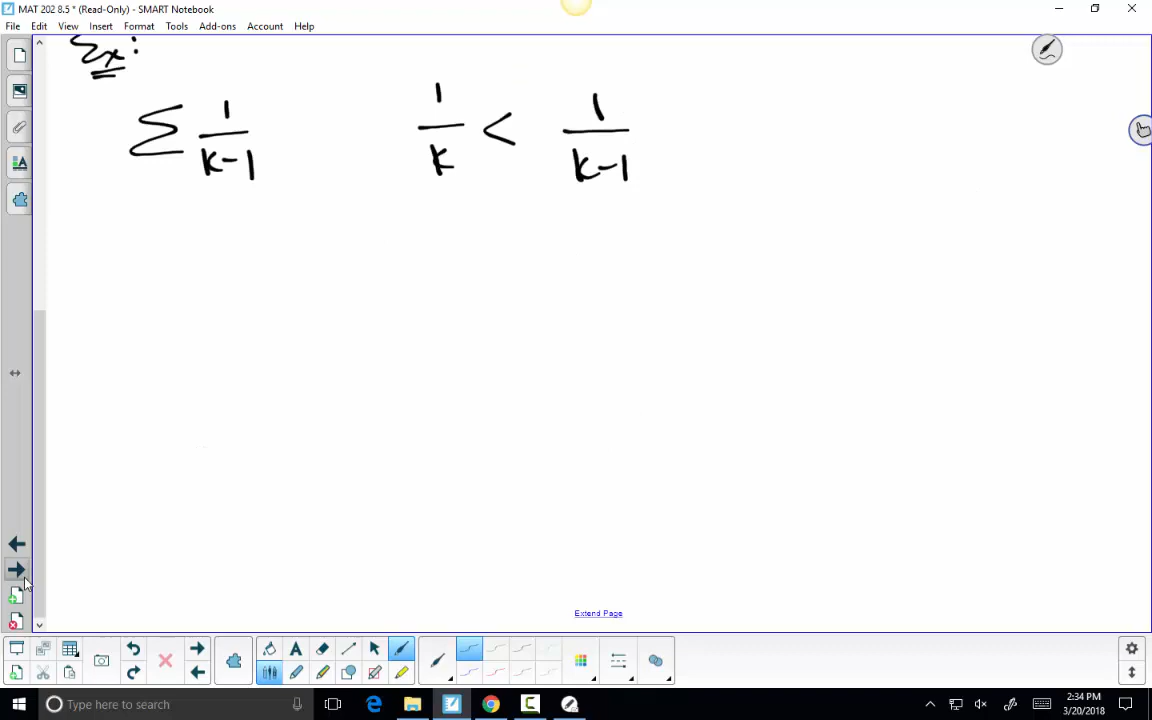 MAT 202 8.5 * (Read-Only) - SMART Notebook
File Edit View Insert Format Tools Add-ons Account Help
Ex:
∑ 1/(k-1) 1/k < 1/(k-1)
Extend Page
Type here to search
2:34 PM
3/20/2018